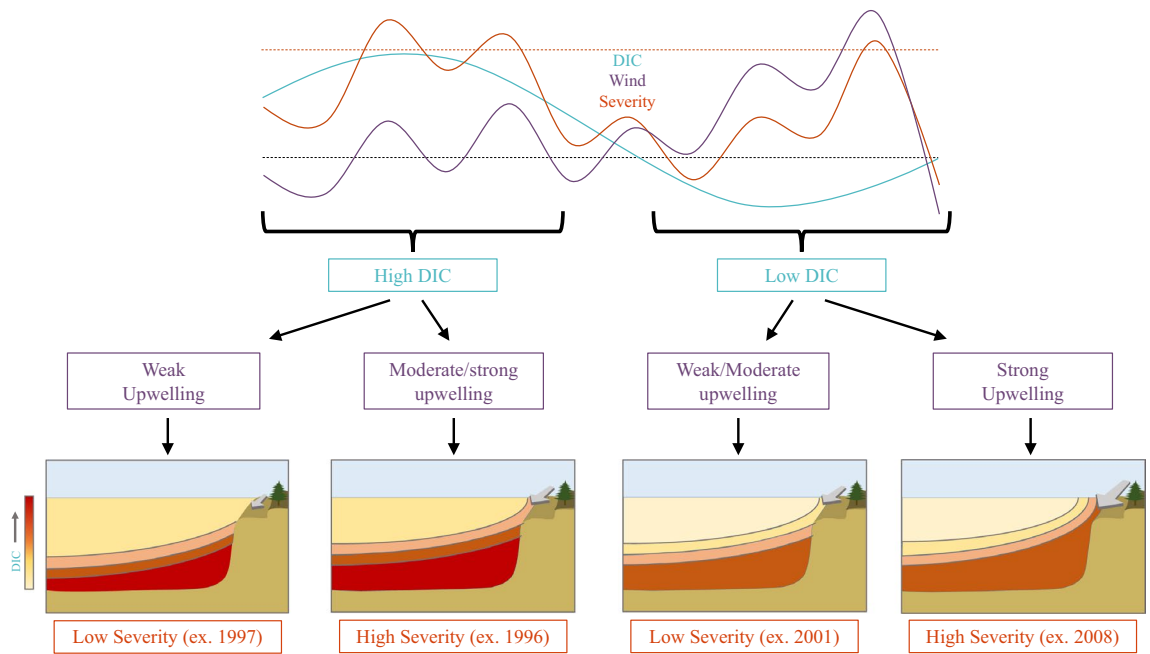 DIC
Wind
Severity
High DIC
Low DIC
Weak
Upwelling
Moderate/strong
upwelling
Weak/Moderate
upwelling
Strong
Upwelling
DIC
Low Severity (ex. 1997)
High Severity (ex. 1996)
Low Severity (ex. 2001)
High Severity (ex. 2008)